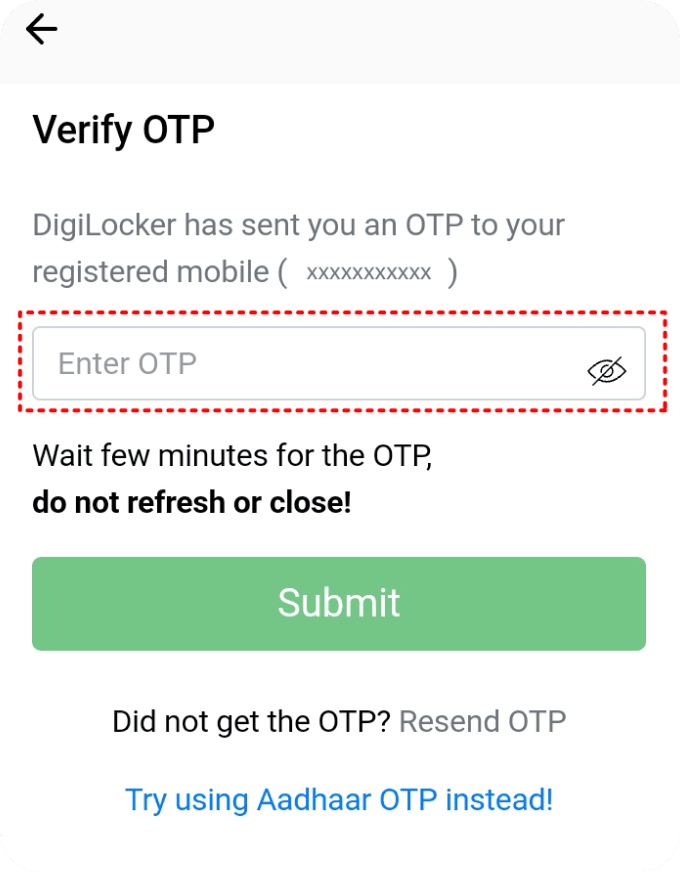 Verify OTP
DigiLocker has sent you an OTP to your
registered mobile ( xxxxxxxxxxx )
Enter OTP
Wait few minutes for the OTP,
do not refresh or close!
Submit
Did not get the OTP? Resend OTP
Try using Aadhaar OTP instead!